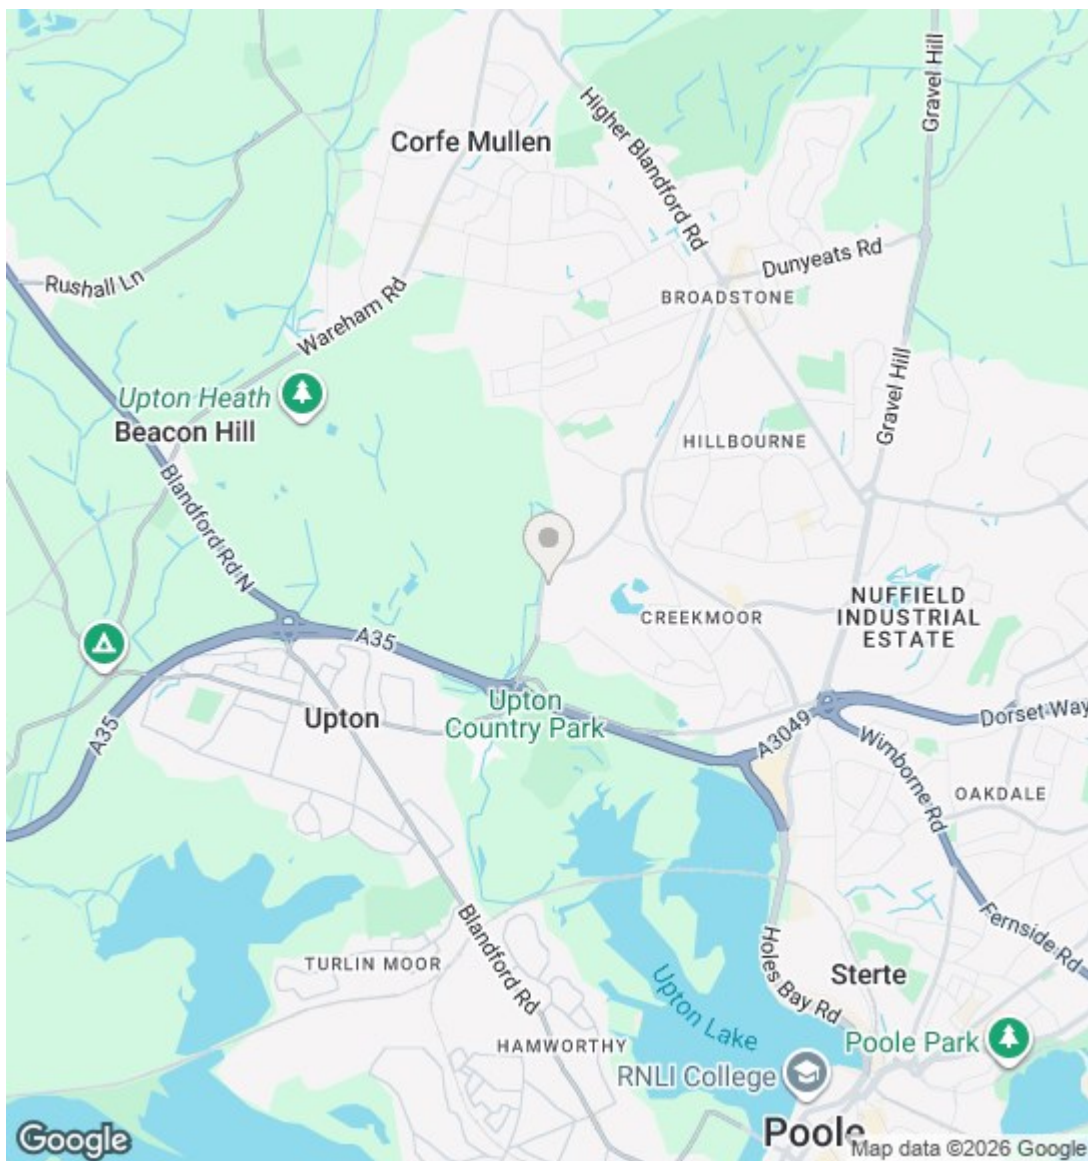 Gravel Hill
Higher Blandford Rd
Corfe Mullen
Dunyeats Rd
Rushall Ln
BROADSTONE
Wareham Rd
Gravel Hill
Upton Heath
Beacon Hill
HILLBOURNE
Blandford Rd N
NUFFIELD
INDUSTRIAL
ESTATE
CREEKMOOR
A35
Upton
Country Park
Upton
A35
A3049
Dorset Way
Wimborne Rd
OAKDALE
Fernside Rd
Blandford Rd
TURLIN MOOR
Holes Bay Rd
Sterte
Upton Lake
HAMWORTHY
Poole Park
RNLI College
Poole
Google
Map data ©2026 Google